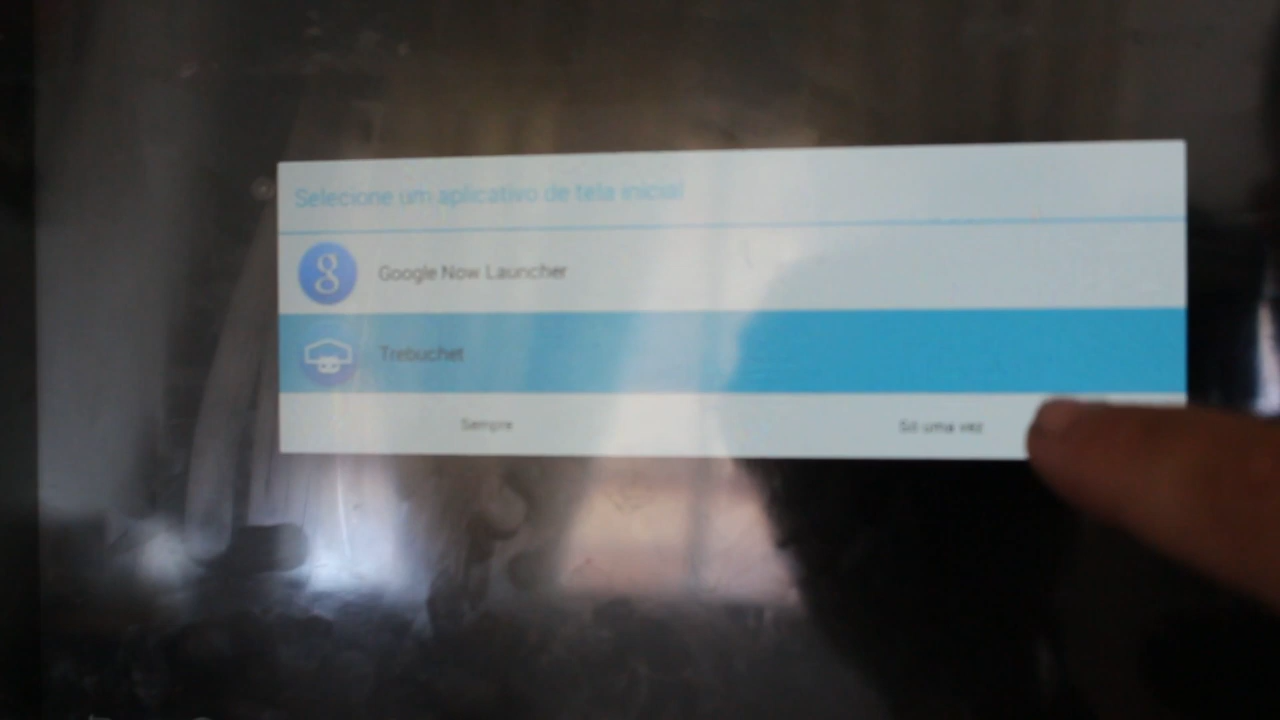 Selecione um aplicativo de tela inicial
Google Now Launcher
Trebuchet
Sempre
Só uma vez